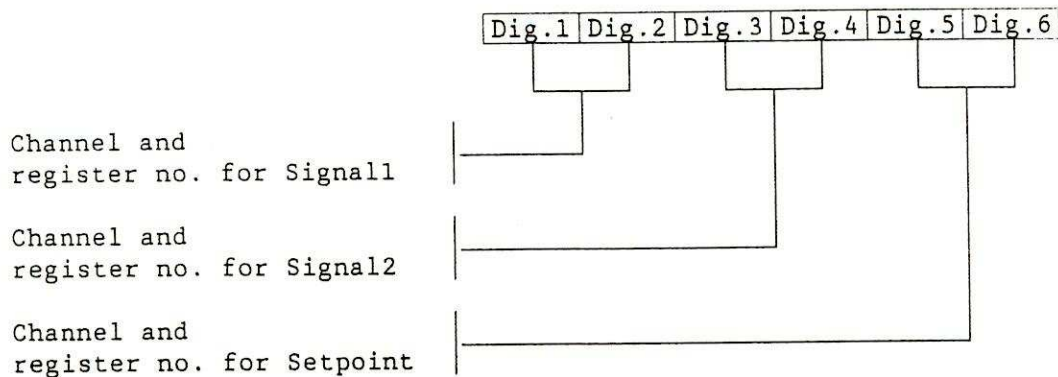 Dig.1 Dig.2 Dig.3 Dig.4 Dig.5 Dig.6
Channel and
register no. for Signal1
Channel and
register no. for Signal2
Channel and
register no. for Setpoint